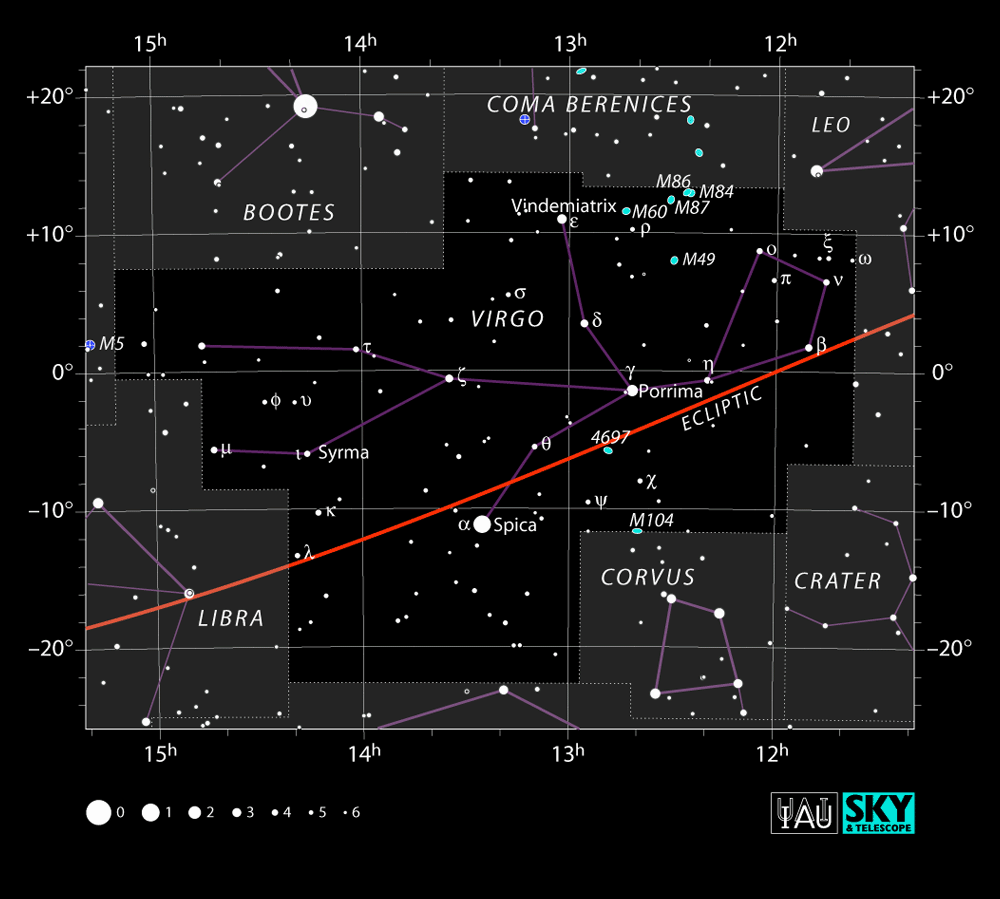 15h 14h 13h 12h
+20° COMA BERENICES +20°
LEO
M86 M84
BOOTES Vindemiatrix M60 M87
+10° ε ρ +10°
M49 ο ξ ω
π ν
σ
VIRGO δ
M5 τ β
0° ζ γ η 0°
Porrima
ϕ υ ECLIPTIC
μ ι Syrma θ 4697
χ
−10° κ ψ −10°
α Spica M104
λ
CORVUS CRATER
LIBRA
−20° −20°
15h 14h 13h 12h
0 1 2 3 4 5 6
IAU SKY
& TELESCOPE